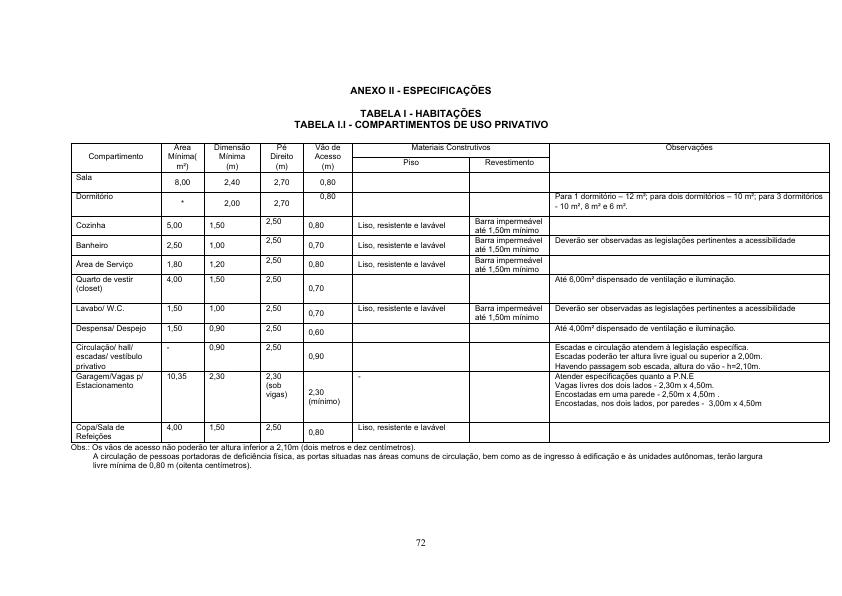 ANEXO II - ESPECIFICAÇÕES
TABELA I - HABITAÇÕES
TABELA I.I - COMPARTIMENTOS DE USO PRIVATIVO
Compartimento
Área
Mínima(
m²)
Dimensão
Mínima
(m)
Pé
Direito
(m)
Vão de
Acesso
(m)
Materiais Construtivos
Piso
Revestimento
Observações
Sala
8,00
2,40
2,70
0,80
Dormitório
*
2,00
2,70
0,80
Para 1 dormitório – 12 m²; para dois dormitórios – 10 m²; para 3 dormitórios
- 10 m², 8 m² e 6 m².
Cozinha
5,00
1,50
2,50
0,80
Liso, resistente e lavável
Barra impermeável
até 1,50m mínimo
Banheiro
2,50
1,00
2,50
0,70
Liso, resistente e lavável
Barra impermeável
até 1,50m mínimo
Deverão ser observadas as legislações pertinentes a acessibilidade
Área de Serviço
1,80
1,20
2,50
0,80
Liso, resistente e lavável
Barra impermeável
até 1,50m mínimo
Quarto de vestir
(closet)
4,00
1,50
2,50
0,70
Até 6,00m² dispensado de ventilação e iluminação.
Lavabo/ W.C.
1,50
1,00
2,50
0,70
Liso, resistente e lavável
Barra impermeável
até 1,50m mínimo
Deverão ser observadas as legislações pertinentes a acessibilidade
Despensa/ Despejo
1,50
0,90
2,50
0,60
Até 4,00m² dispensado de ventilação e iluminação.
Circulação/ hall/
escadas/ vestíbulo
privativo
-
0,90
2,50
0,90
Escadas e circulação atendem à legislação específica.
Escadas poderão ter altura livre igual ou superior a 2,00m.
Havendo passagem sob escada, altura do vão - h=2,10m.
Garagem/Vagas p/
Estacionamento
10,35
2,30
2,30
(sob
vigas)
2,30
(mínimo)
-
Atender especificações quanto a P.N.E
Vagas livres dos dois lados - 2,30m x 4,50m.
Encostadas em uma parede - 2,50m x 4,50m .
Encostadas, nos dois lados, por paredes - 3,00m x 4,50m
Copa/Sala de
Refeições
4,00
1,50
2,50
0,80
Liso, resistente e lavável
Obs.: Os vãos de acesso não poderão ter altura inferior a 2,10m (dois metros e dez centímetros).
A circulação de pessoas portadoras de deficiência física, as portas situadas nas áreas comuns de circulação, bem como as de ingresso à edificação e às unidades autônomas, terão largura
livre mínima de 0,80 m (oitenta centímetros).
72